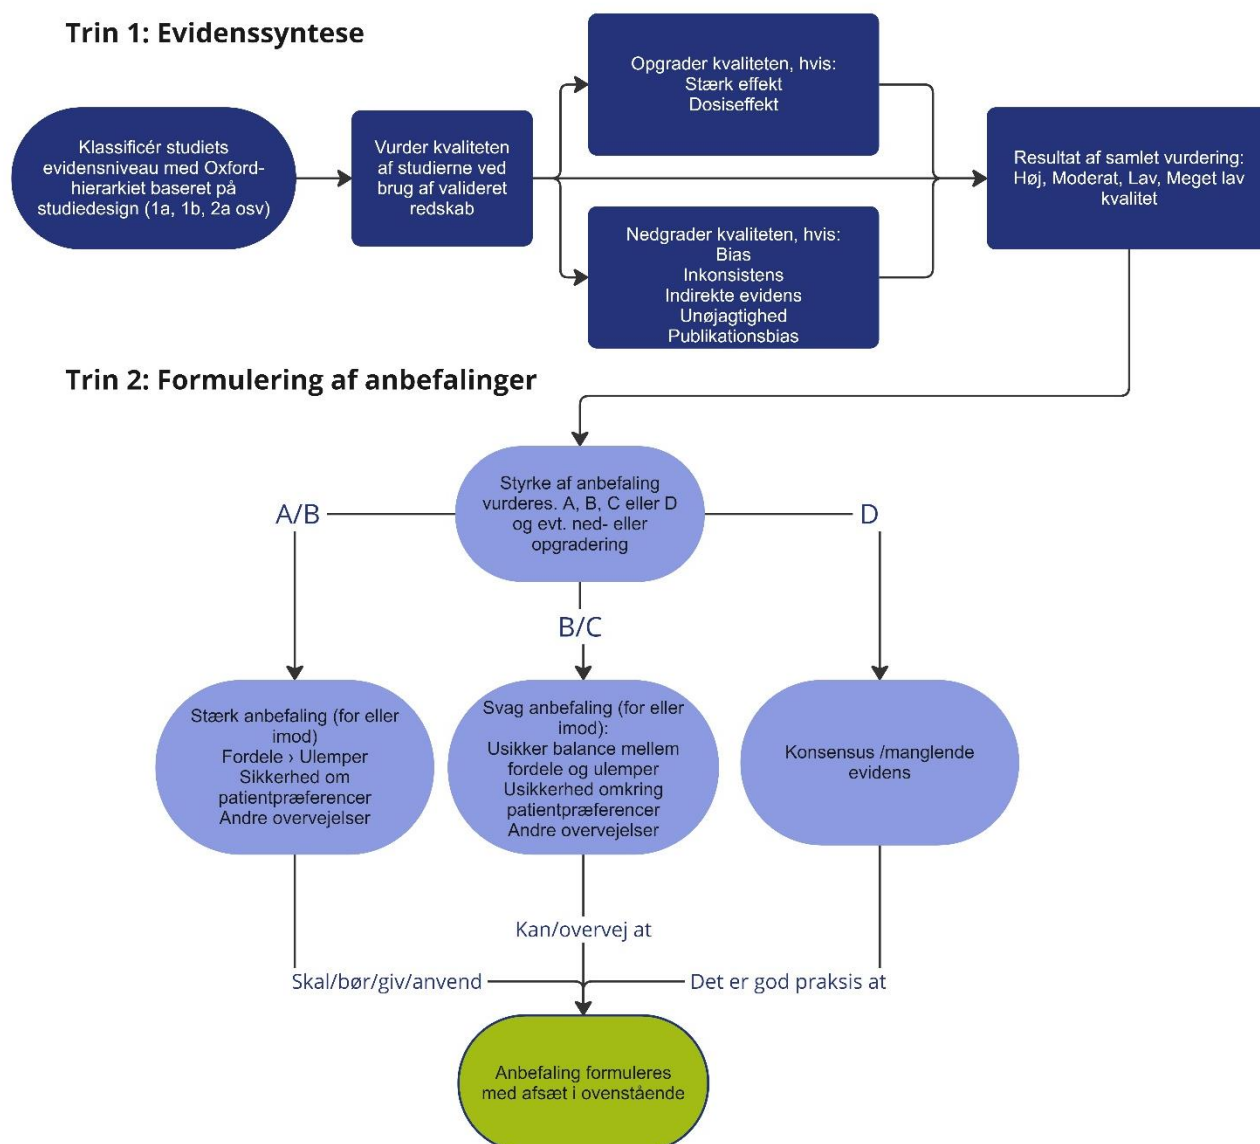 Trin 1: Evidenssyntese
Klassificér studiets
evidensniveau med Oxford-
hierarkiet baseret på
studiedesign (1a, 1b, 2a osv)
Vurder kvaliteten
af studierne ved
brug af valideret
redskab
Opgrader kvaliteten, hvis:
Stærk effekt
Dosiseffekt
Nedgrader kvaliteten, hvis:
Bias
Inkonsistens
Indirekte evidens
Unøjagtighed
Publikationsbias
Resultat af samlet vurdering:
Høj, Moderat, Lav, Meget lav
kvalitet
Trin 2: Formulering af anbefalinger
Styrke af anbefaling
vurderes. A, B, C eller D
og evt. ned- eller
opgradering
A/B
B/C
D
Stærk anbefaling (for eller
imod)
Fordele › Ulemper
Sikkerhed om
patientpræferencer
Andre overvejelser
Svag anbefaling (for eller
imod):
Usikker balance mellem
fordele og ulemper
Usikkerhed omkring
patientpræferencer
Andre overvejelser
Konsensus /manglende
evidens
Skal/bør/giv/anvend
Kan/overvej at
Det er god praksis at
Anbefaling formuleres
med afsæt i ovenstående